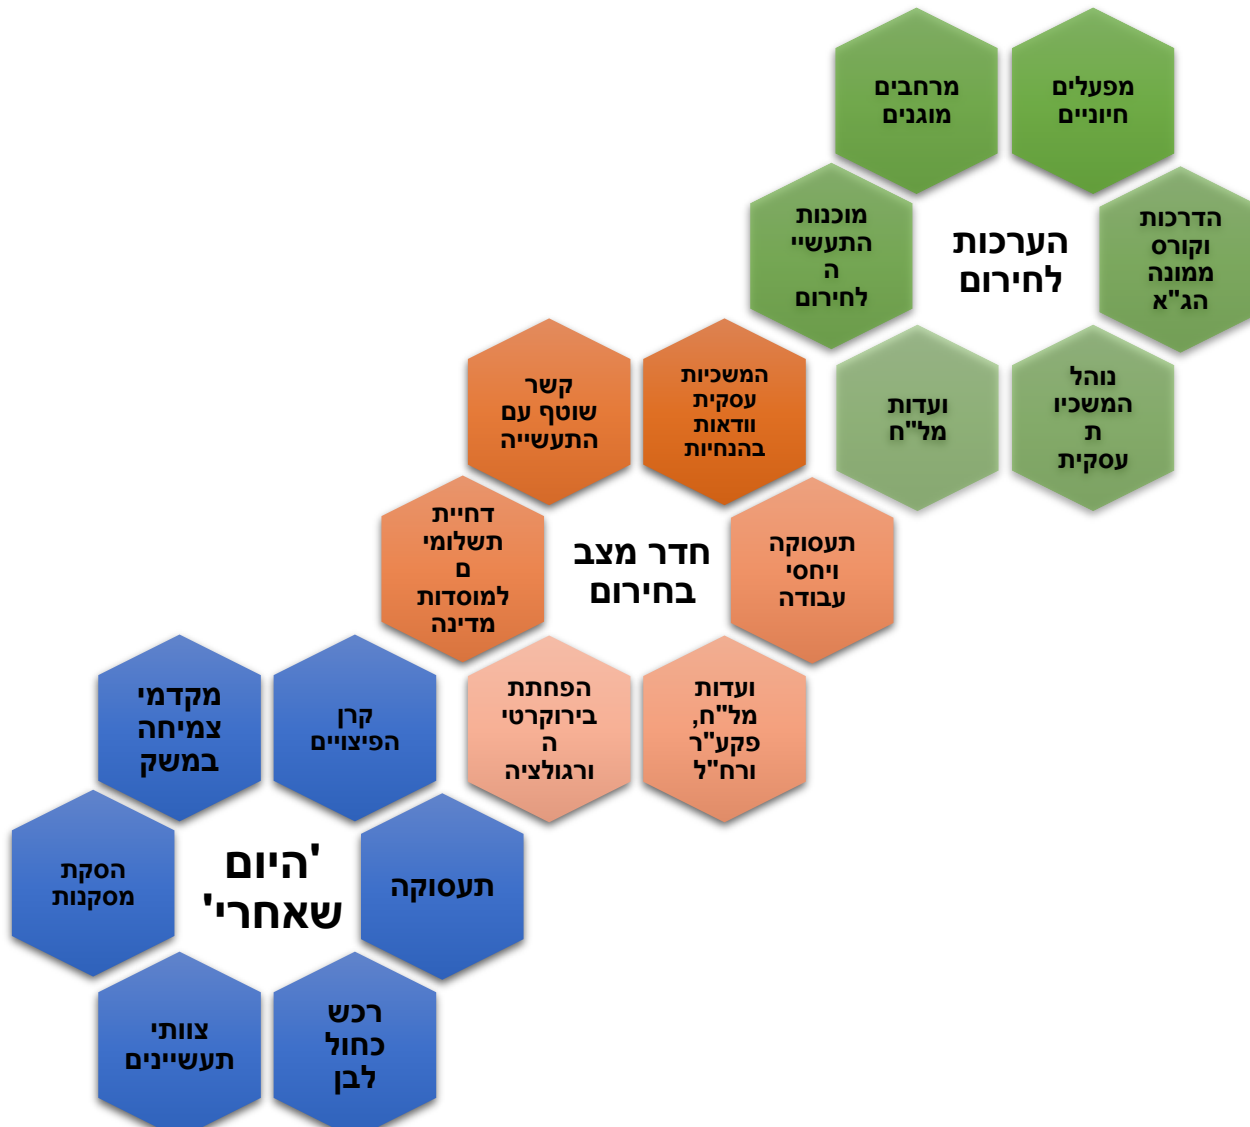 מפעלים
חיוניים
מרחבים
מוגנים
הדרכות
וקורס
ממונה
הג"א
הערכות
לחירום
מוכנות
התעשיי
ה
לחירום
נוהל
המשכיו
ת
עסקית
ועדות
מל"ח
המשכיות
עסקית
וודאות
בהנחיות
קשר
שוטף עם
התעשייה
תעסוקה
ויחסי
עבודה
חדר מצב
בחירום
דחיית
תשלומי
ם
למוסדות
מדינה
ועדות
מל"ח,
פקע"ר
ורח"ל
הפחתת
בירוקרטי
ה
ורגולציה
קרן
הפיצויים
מקדמי
צמיחה
במשק
תעסוקה
'היום
שאחרי'
הסקת
מסקנות
רכש
כחול
לבן
צוותי
תעשיינים